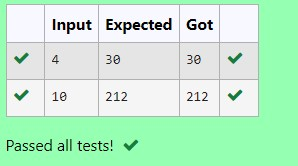 Input Expected Got
4 30 30
10 212 212
Passed all tests!